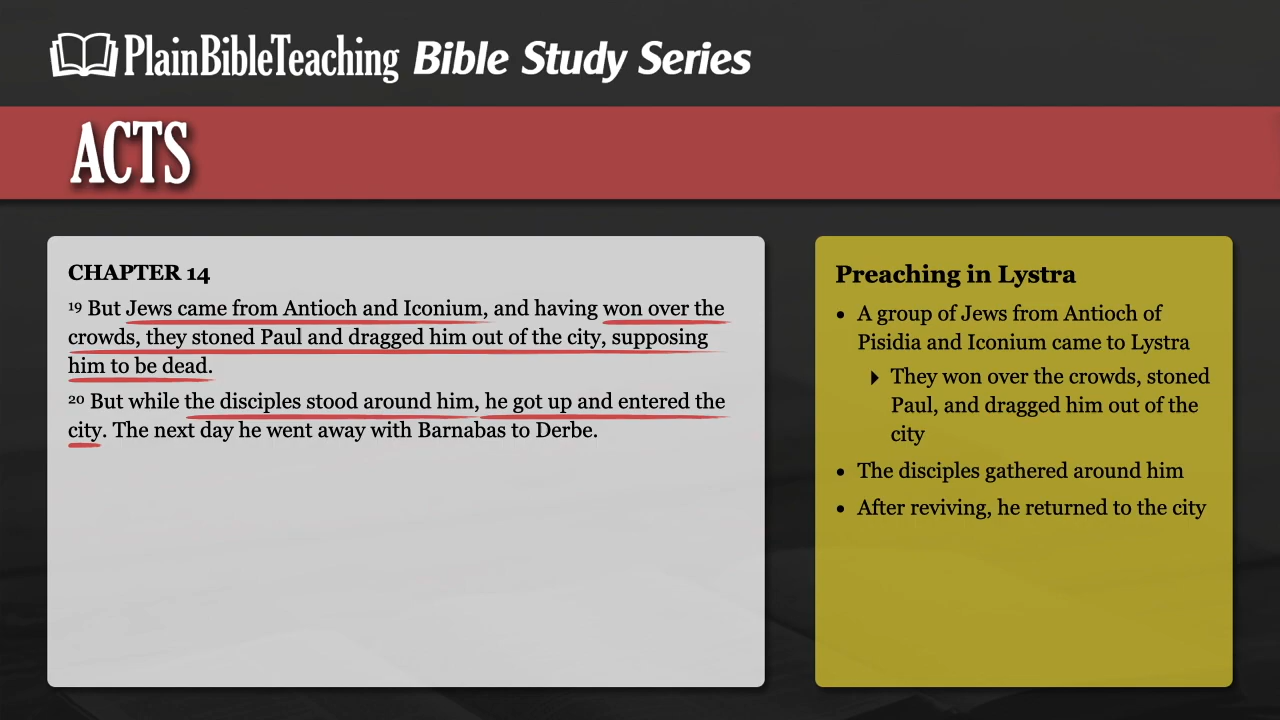 PlainBibleTeaching Bible Study Series
ACTS
CHAPTER 14
19 But Jews came from Antioch and Iconium, and having won over the
crowds, they stoned Paul and dragged him out of the city, supposing
him to be dead.
20 But while the disciples stood around him, he got up and entered the
city. The next day he went away with Barnabas to Derbe.
Preaching in Lystra
• A group of Jews from Antioch of
Pisidia and Iconium came to Lystra
They won over the crowds, stoned
Paul, and dragged him out of the
city
• The disciples gathered around him
• After reviving, he returned to the city